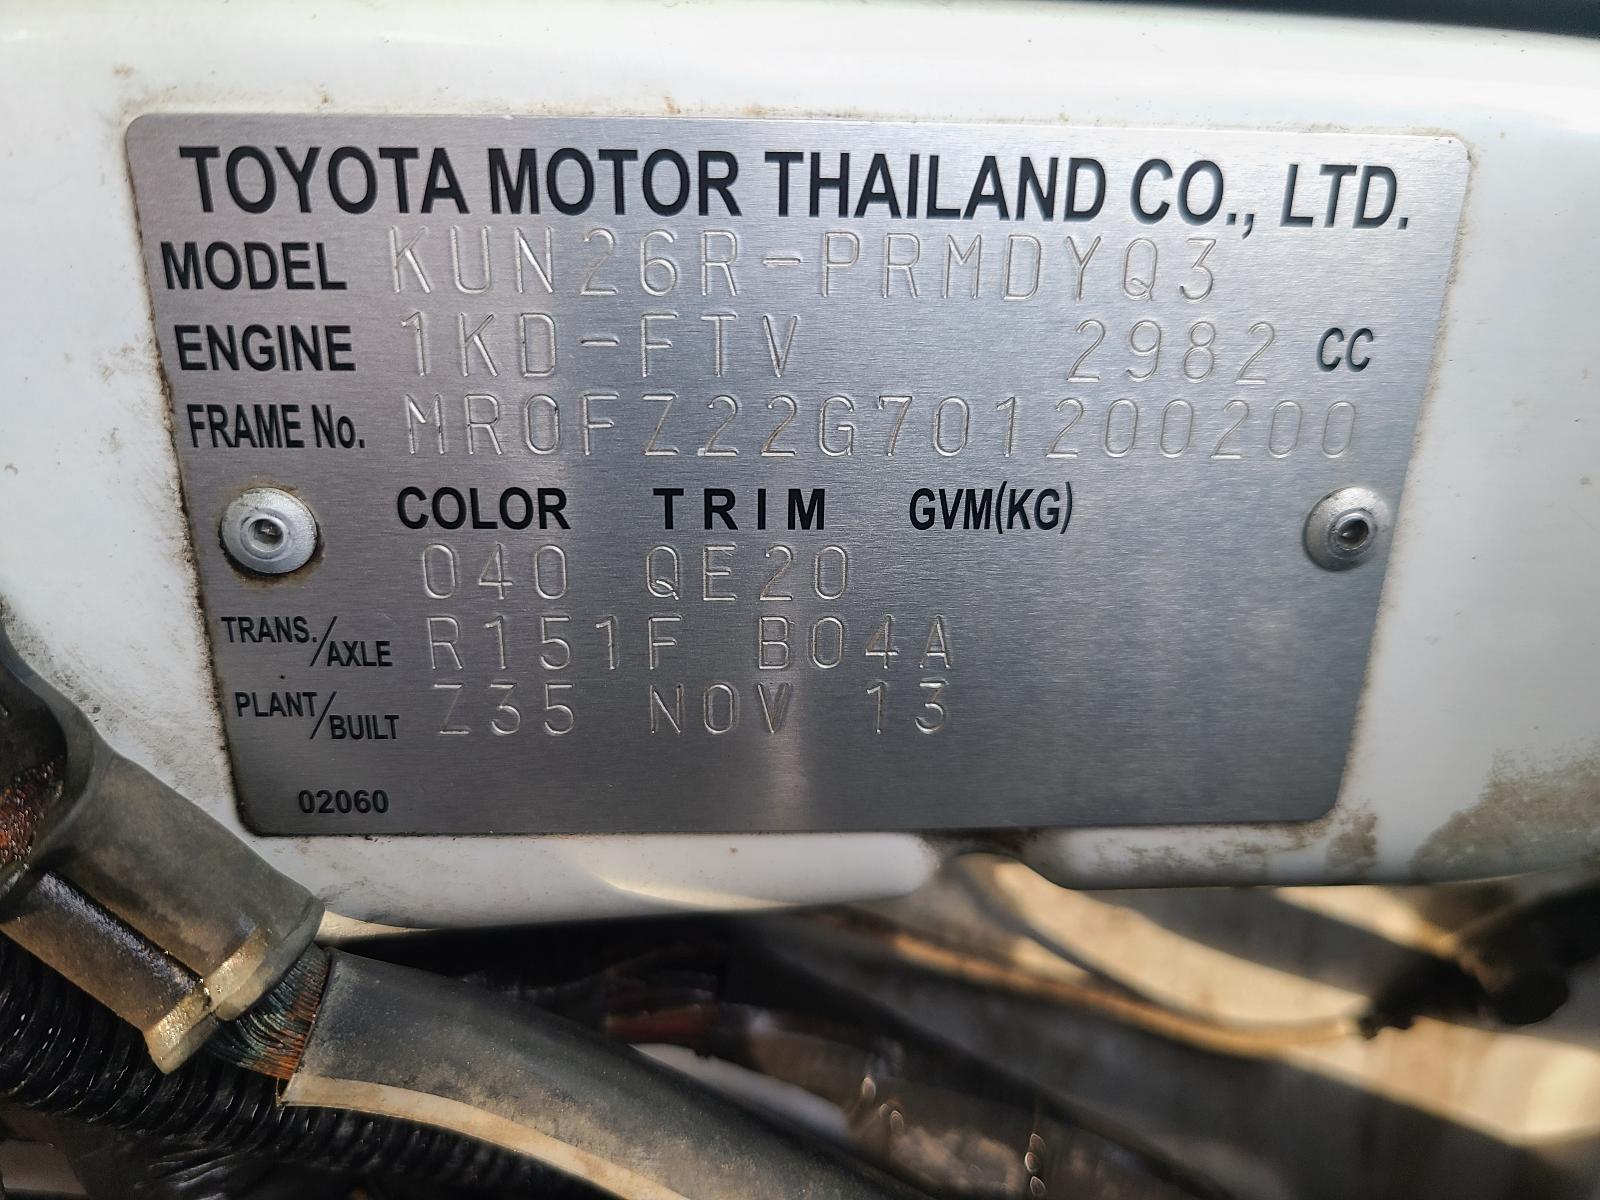 TOYOTA MOTOR THAILAND CO., LTD.
MODEL KUN26R-PRMDYQ3
ENGINE 1KD-FTV 2982 CC
FRAME No. MR0FZ22G701200200
COLOR TRIM GVM(KG)
040 QE20
TRANS./AXLE R151F B04A
PLANT/BUILT Z35 NOV 13
02060